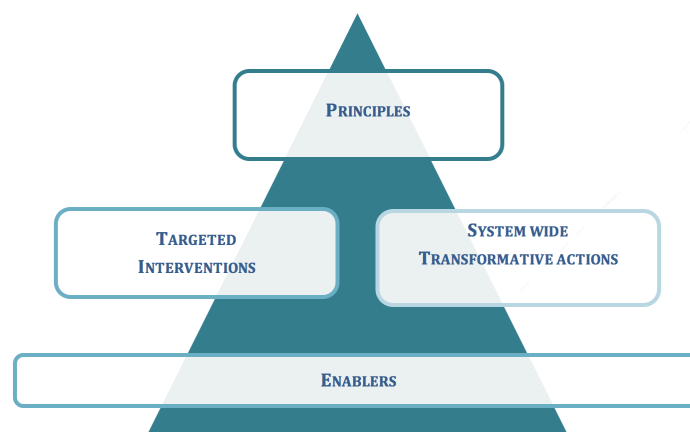 Principles
Targeted
Interventions
System wide
Transformative actions
Enablers